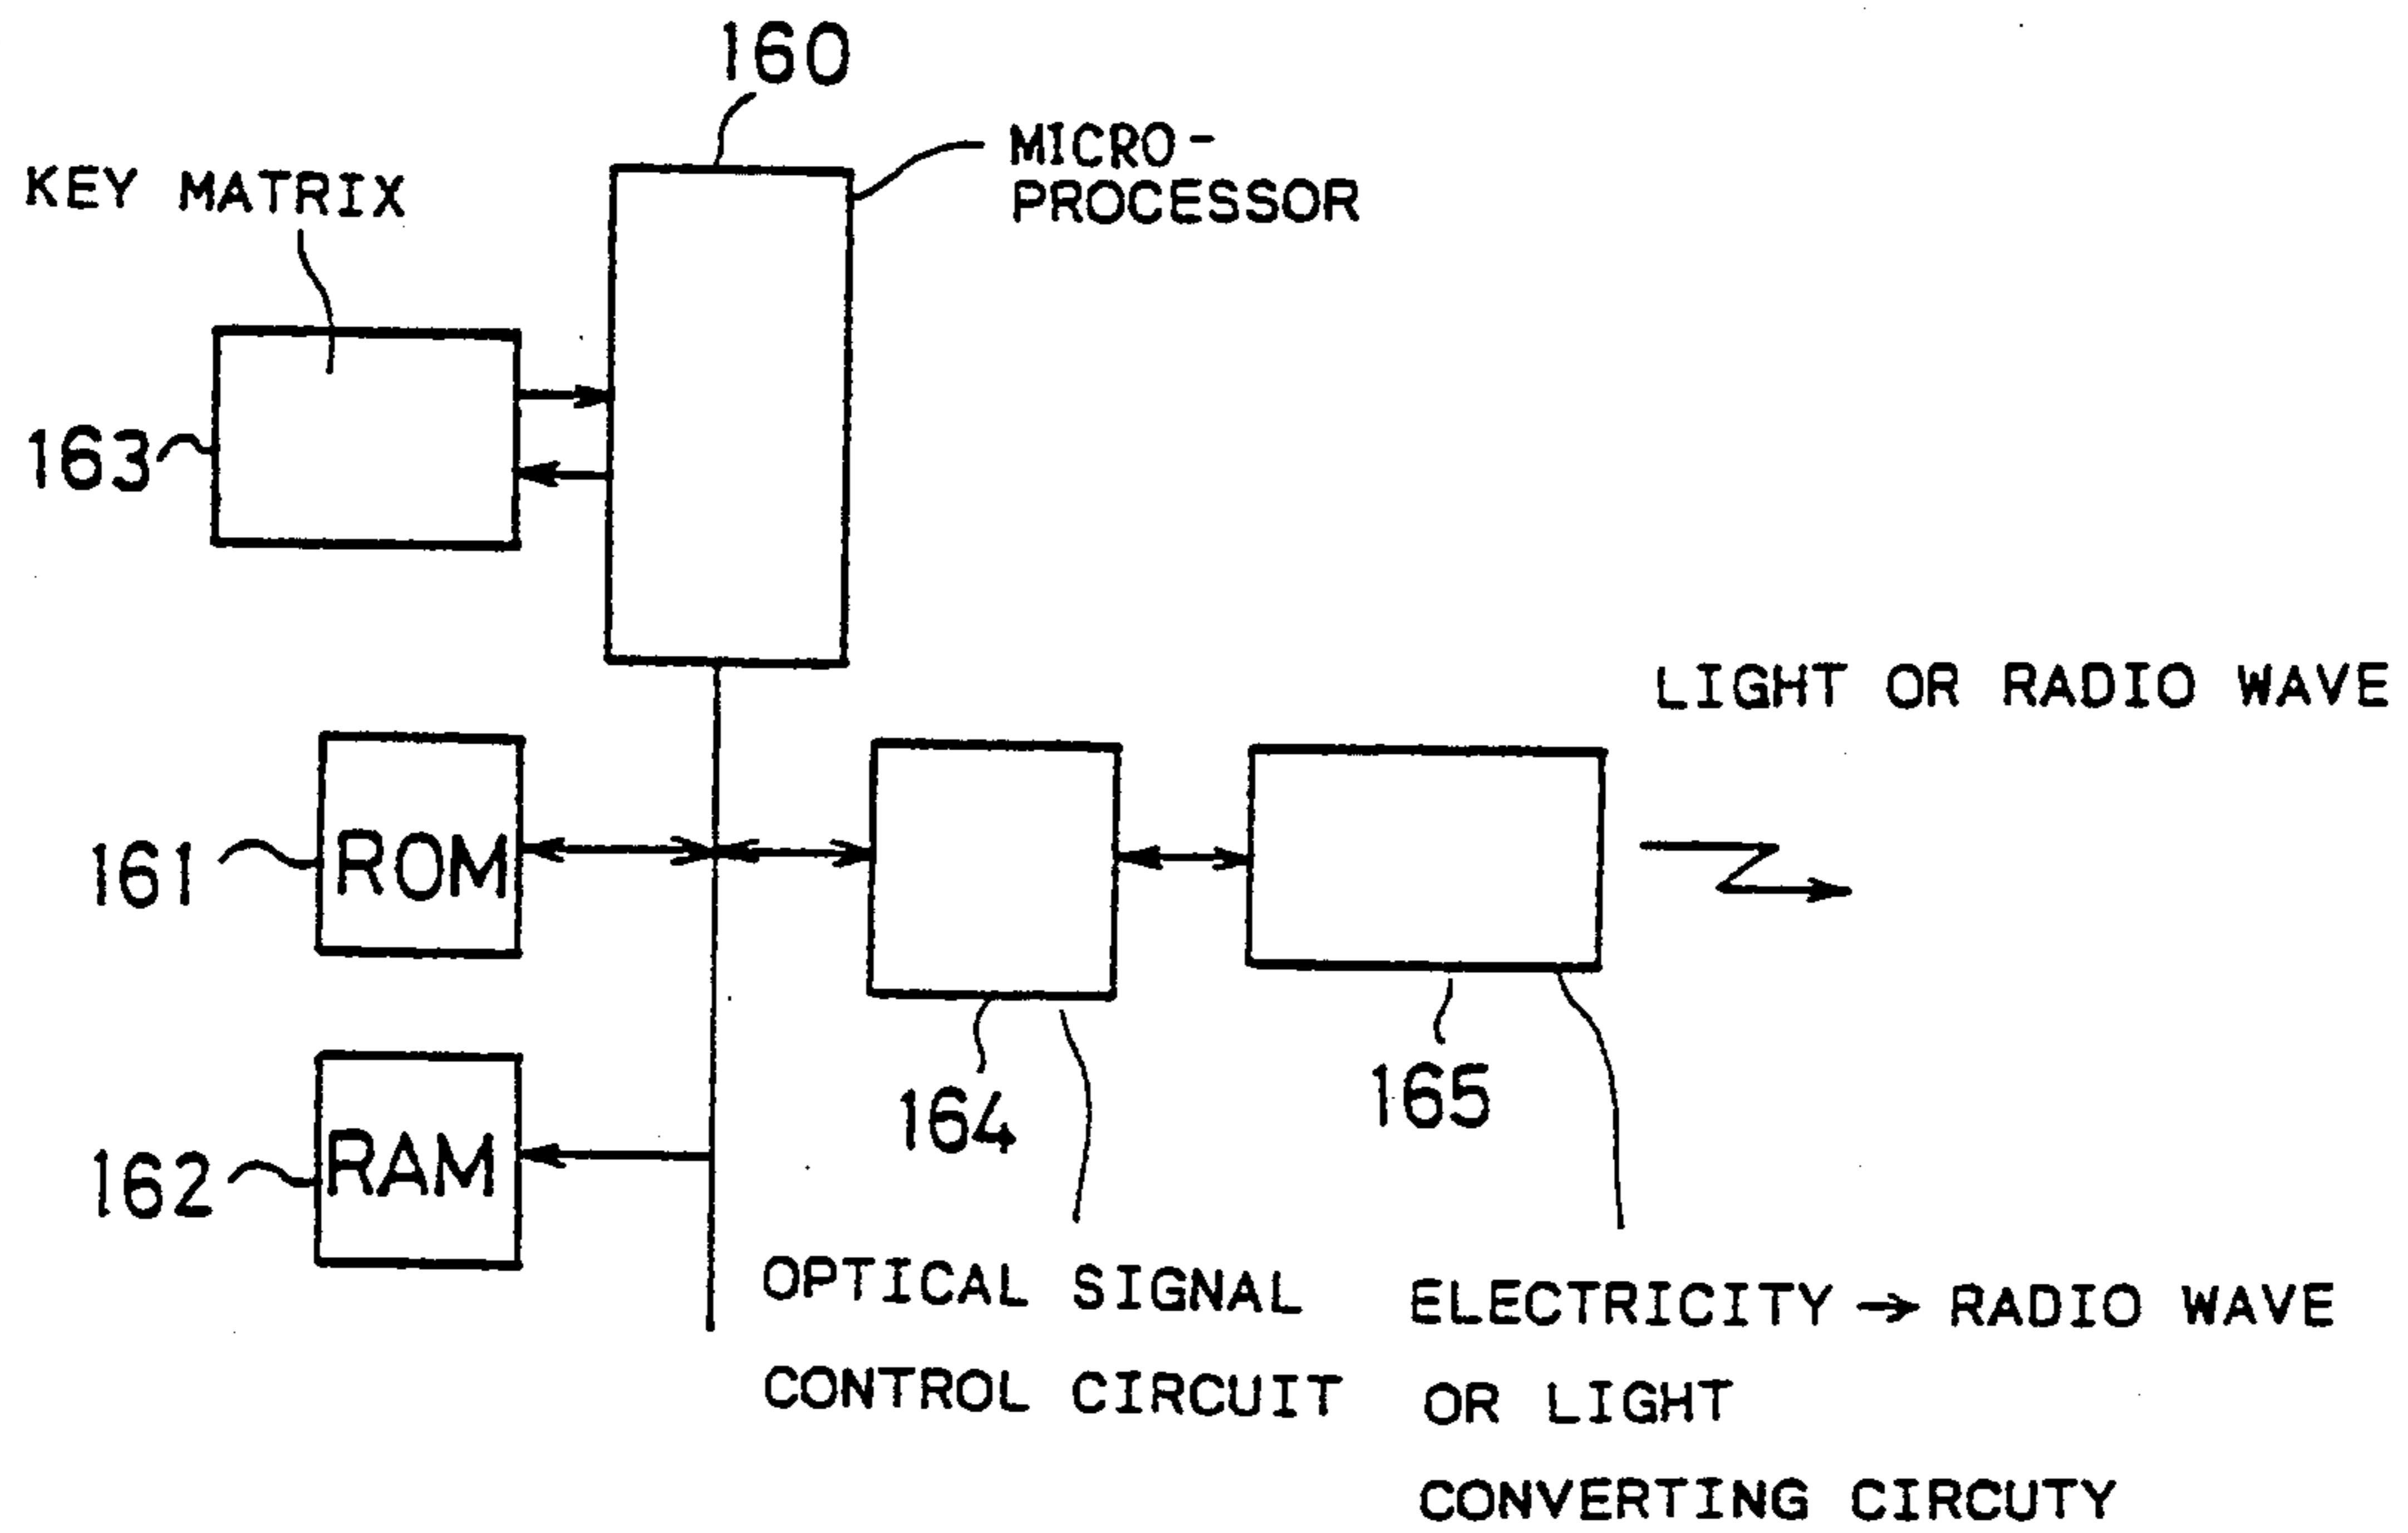 160
MICRO-
PROCESSOR
KEY MATRIX
163
LIGHT OR RADIO WAVE
161
ROM
164
165
162
RAM
OPTICAL SIGNAL
CONTROL CIRCUIT
ELECTRICITY → RADIO WAVE
OR LIGHT
CONVERTING CIRCUTY